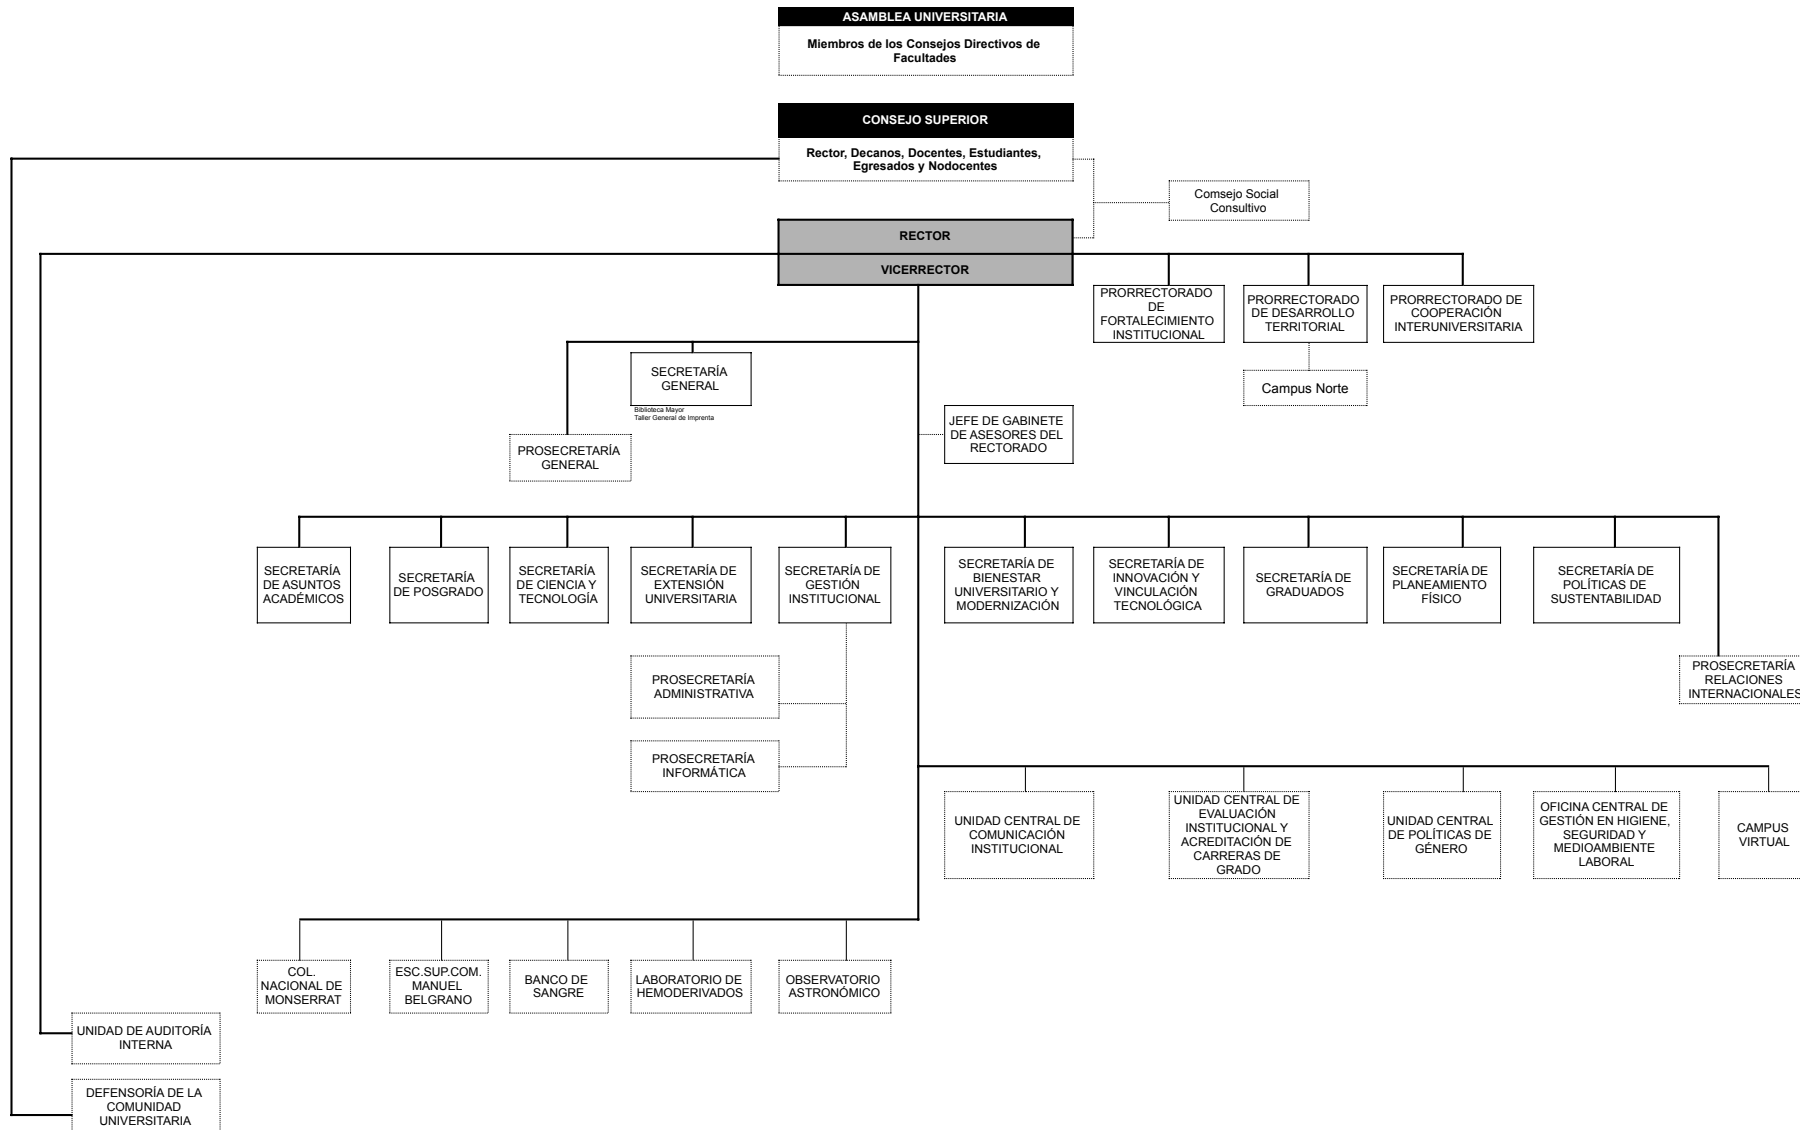 ASAMBLEA UNIVERSITARIA
Miembros de los Consejos Directivos de
Facultades
CONSEJO SUPERIOR
Rector, Decanos, Docentes, Estudiantes,
Egresados y Nodocentes
Comsejo Social
Consultivo
RECTOR
VICERRECTOR
PRORRECTORADO
DE
FORTALECIMIENTO
INSTITUCIONAL
PRORRECTORADO
DE DESARROLLO
TERRITORIAL
PRORRECTORADO DE
COOPERACIÓN
INTERUNIVERSITARIA
Campus Norte
SECRETARÍA
GENERAL
Biblioteca Mayor
Taller General de Imprenta
PROSECRETARÍA
GENERAL
JEFE DE GABINETE
DE ASESORES DEL
RECTORADO
SECRETARÍA
DE ASUNTOS
ACADÉMICOS
SECRETARÍA
DE POSGRADO
SECRETARÍA
DE CIENCIA Y
TECNOLOGÍA
SECRETARÍA DE
EXTENSIÓN
UNIVERSITARIA
SECRETARÍA DE
GESTIÓN
INSTITUCIONAL
SECRETARÍA DE
BIENESTAR
UNIVERSITARIO Y
MODERNIZACIÓN
SECRETARÍA DE
INNOVACIÓN Y
VINCULACIÓN
TECNOLÓGICA
SECRETARÍA DE
GRADUADOS
SECRETARÍA DE
PLANEAMIENTO
FÍSICO
SECRETARÍA DE
POLÍTICAS DE
SUSTENTABILIDAD
PROSECRETARÍA
RELACIONES
INTERNACIONALES
PROSECRETARÍA
ADMINISTRATIVA
PROSECRETARÍA
INFORMÁTICA
UNIDAD CENTRAL DE
COMUNICACIÓN
INSTITUCIONAL
UNIDAD CENTRAL DE
EVALUACIÓN
INSTITUCIONAL Y
ACREDITACIÓN DE
CARRERAS DE
GRADO
UNIDAD CENTRAL
DE POLÍTICAS DE
GÉNERO
OFICINA CENTRAL DE
GESTIÓN EN HIGIENE,
SEGURIDAD Y
MEDIOAMBIENTE
LABORAL
CAMPUS
VIRTUAL
COL.
NACIONAL DE
MONSERRAT
ESC.SUP.COM.
MANUEL
BELGRANO
BANCO DE
SANGRE
LABORATORIO DE
HEMODERIVADOS
OBSERVATORIO
ASTRONÓMICO
UNIDAD DE AUDITORÍA
INTERNA
DEFENSORÍA DE LA
COMUNIDAD
UNIVERSITARIA